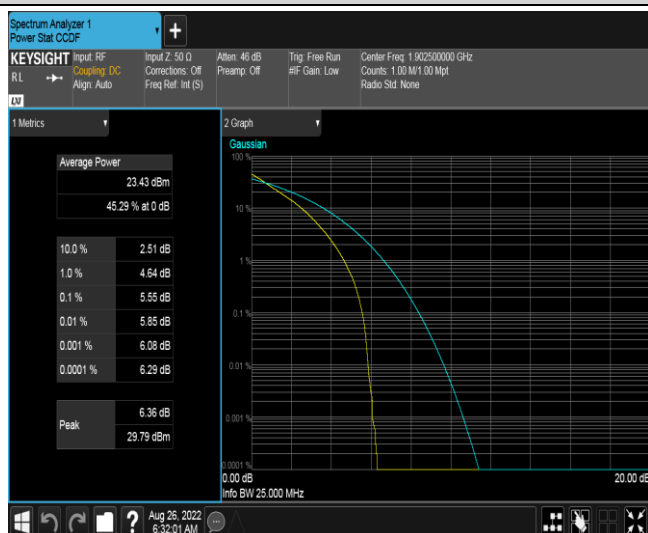 Spectrum Analyzer 1
Power Stat CCDF
KEYSIGHT
RL
LXI
Input: RF
Coupling: DC
Align: Auto
Input Z: 50 Ω
Corrections: Off
Freq Ref: Int (S)
Atten: 46 dB
Preamp: Off
Trig: Free Run
#IF Gain: Low
Center Freq: 1.902500000 GHz
Counts: 1.00 M/1.00 Mpt
Radio Std: None
1 Metrics
Average Power
23.43 dBm
45.29 % at 0 dB
10.0 % 2.51 dB
1.0 % 4.64 dB
0.1 % 5.55 dB
0.01 % 5.85 dB
0.001 % 6.08 dB
0.0001 % 6.29 dB
Peak
6.36 dB
29.79 dBm
2 Graph
Gaussian
100 %
10 %
1 %
0.1 %
0.01 %
0.001 %
0.0001 %
0.00 dB
20.00 dB
Info BW 25.000 MHz
?
Aug 26, 2022
6:32:01 AM